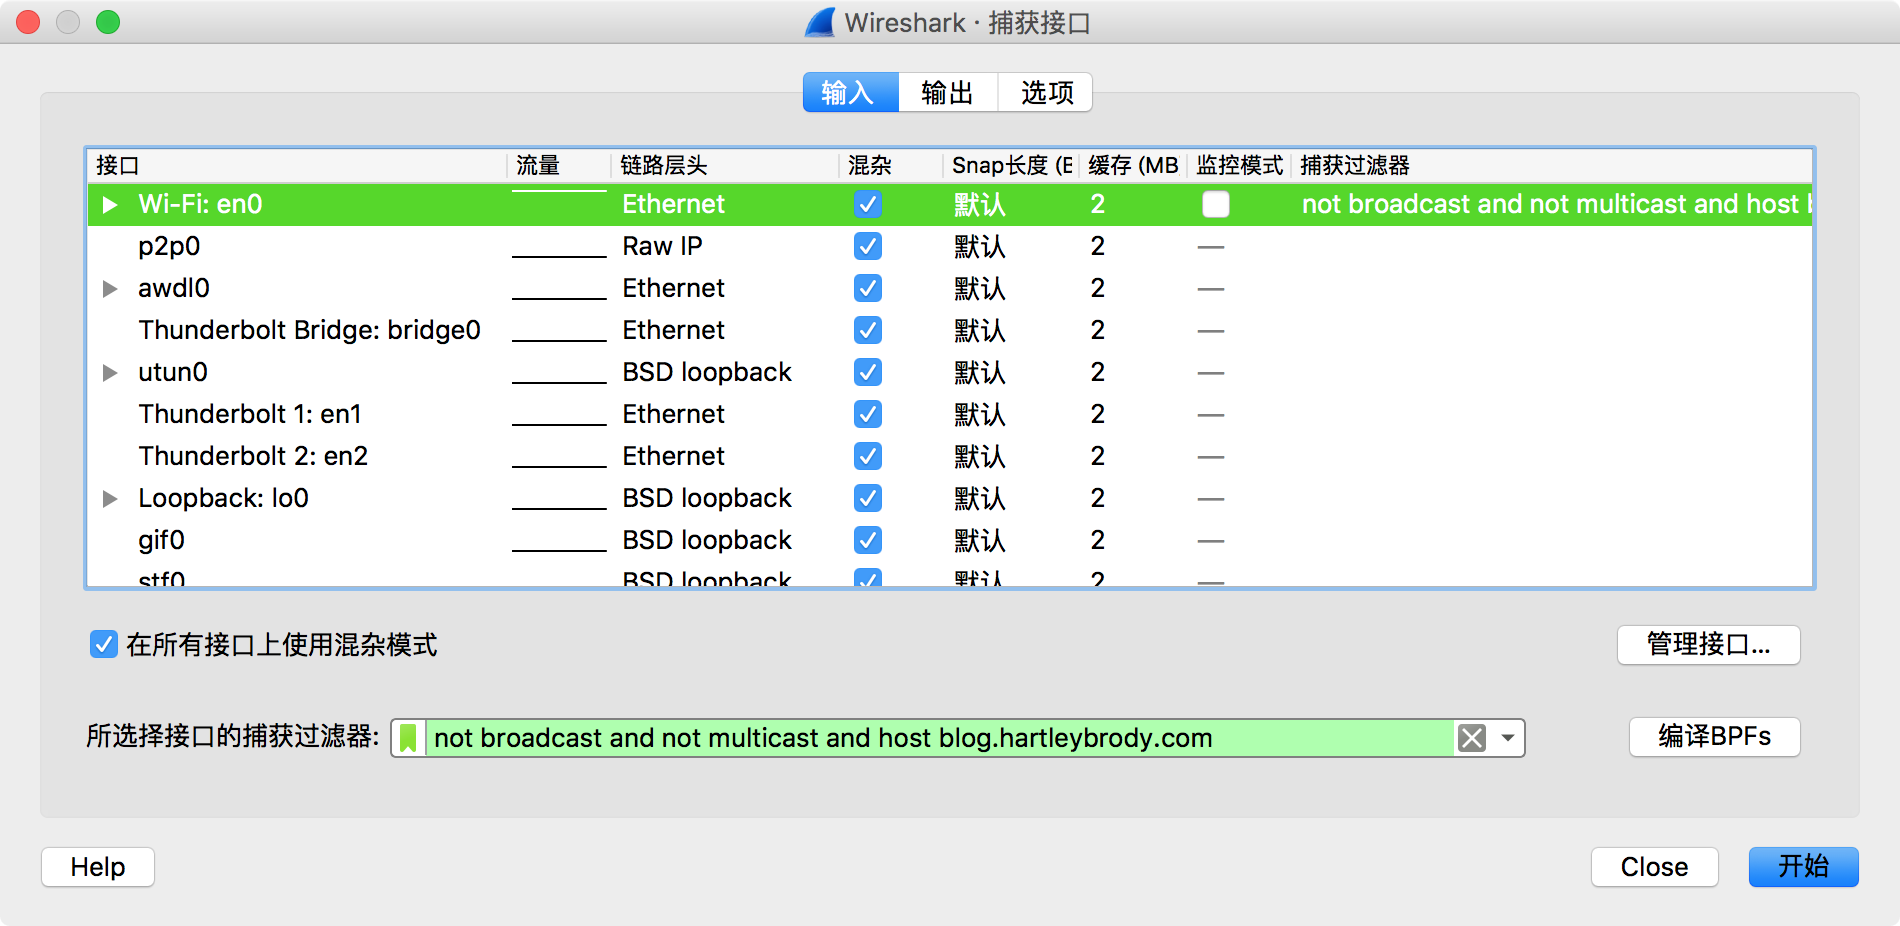 Wireshark · 捕获接口
输入 输出 选项
接口 流量 链路层头 混杂 Snap长度 (B 缓存 (MB 监控模式 捕获过滤器
Wi-Fi: en0 Ethernet 默认 2 not broadcast and not multicast and host b
p2p0 Raw IP 默认 2 —
awdl0 Ethernet 默认 2 —
Thunderbolt Bridge: bridge0 Ethernet 默认 2 —
utun0 BSD loopback 默认 2 —
Thunderbolt 1: en1 Ethernet 默认 2 —
Thunderbolt 2: en2 Ethernet 默认 2 —
Loopback: lo0 BSD loopback 默认 2 —
gif0 BSD loopback 默认 2 —
stf0 BSD loopback 默认 2 —
在所有接口上使用混杂模式 管理接口...
所选择接口的捕获过滤器: not broadcast and not multicast and host blog.hartleybrody.com 编译BPFs
Help Close 开始